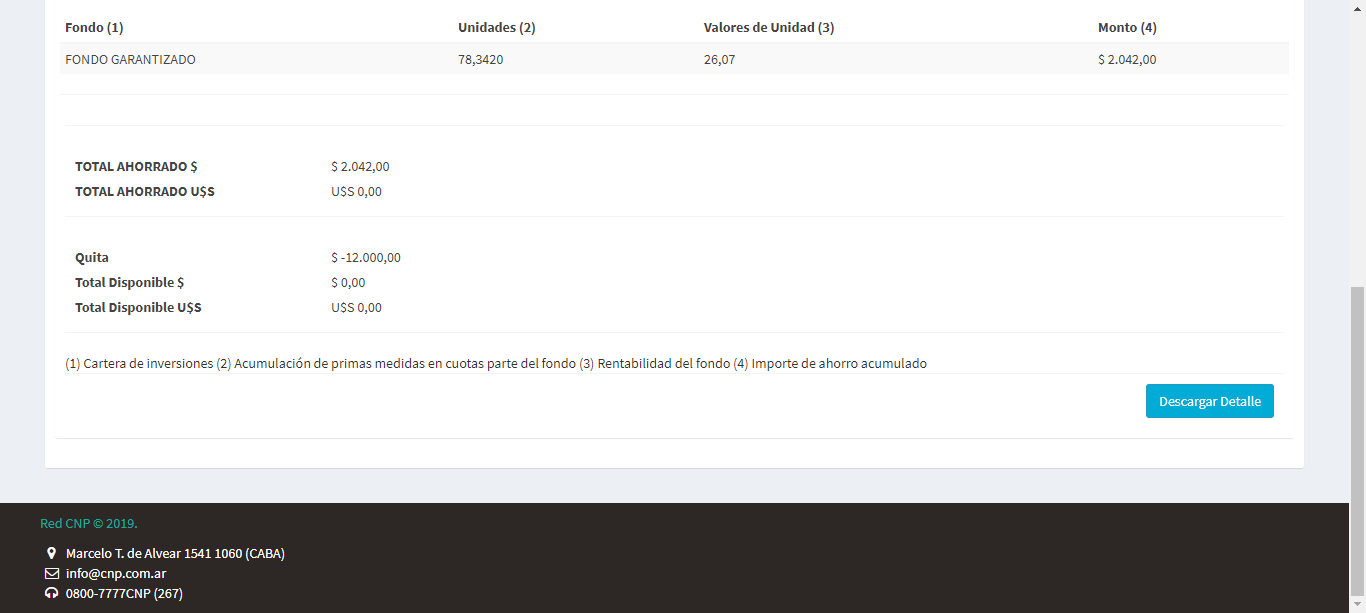 Fondo (1) Unidades (2) Valores de Unidad (3) Monto (4)
FONDO GARANTIZADO 78,3420 26,07 $ 2.042,00
TOTAL AHORRADO $ $ 2.042,00
TOTAL AHORRADO U$S U$S 0,00
Quita $ -12.000,00
Total Disponible $ $ 0,00
Total Disponible U$S U$S 0,00
(1) Cartera de inversiones (2) Acumulación de primas medidas en cuotas parte del fondo (3) Rentabilidad del fondo (4) Importe de ahorro acumulado
Descargar Detalle
Red CNP © 2019.
Marcelo T. de Alvear 1541 1060 (CABA)
info@cnp.com.ar
0800-7777CNP (267)